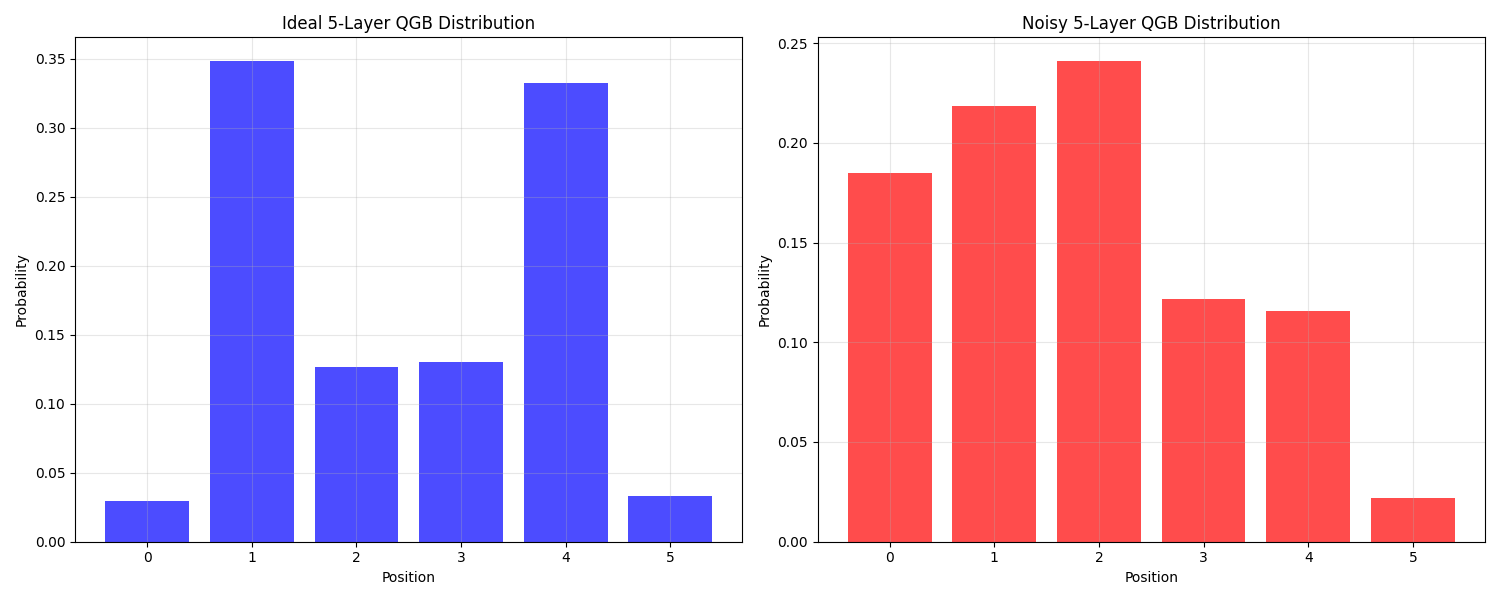 Ideal 5-Layer QGB Distribution
Probability
0.35
0.30
0.25
0.20
0.15
0.10
0.05
0.00
0 1 2 3 4 5
Position
Noisy 5-Layer QGB Distribution
Probability
0.25
0.20
0.15
0.10
0.05
0.00
0 1 2 3 4 5
Position